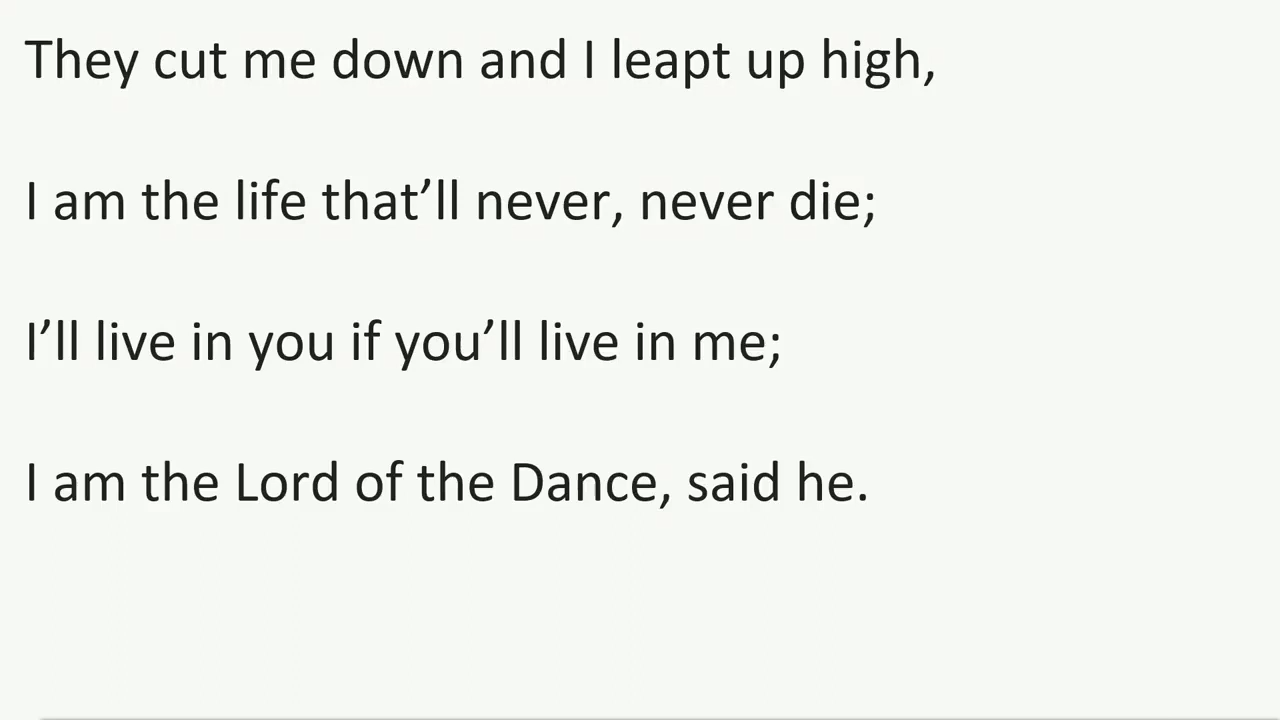 They cut me down and I leapt up high,
I am the life that’ll never, never die;
I’ll live in you if you’ll live in me;
I am the Lord of the Dance, said he.